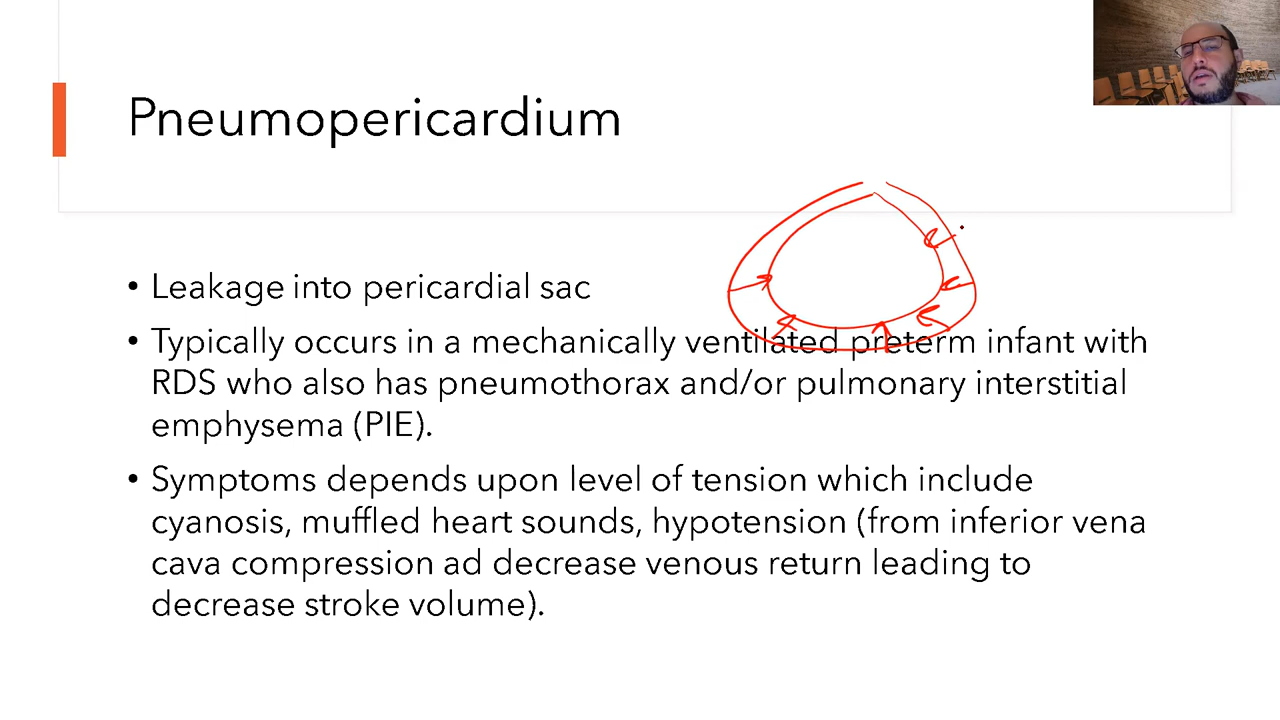 Pneumopericardium
• Leakage into pericardial sac
• Typically occurs in a mechanically ventilated preterm infant with
RDS who also has pneumothorax and/or pulmonary interstitial
emphysema (PIE).
• Symptoms depends upon level of tension which include
cyanosis, muffled heart sounds, hypotension (from inferior vena
cava compression ad decrease venous return leading to
decrease stroke volume).